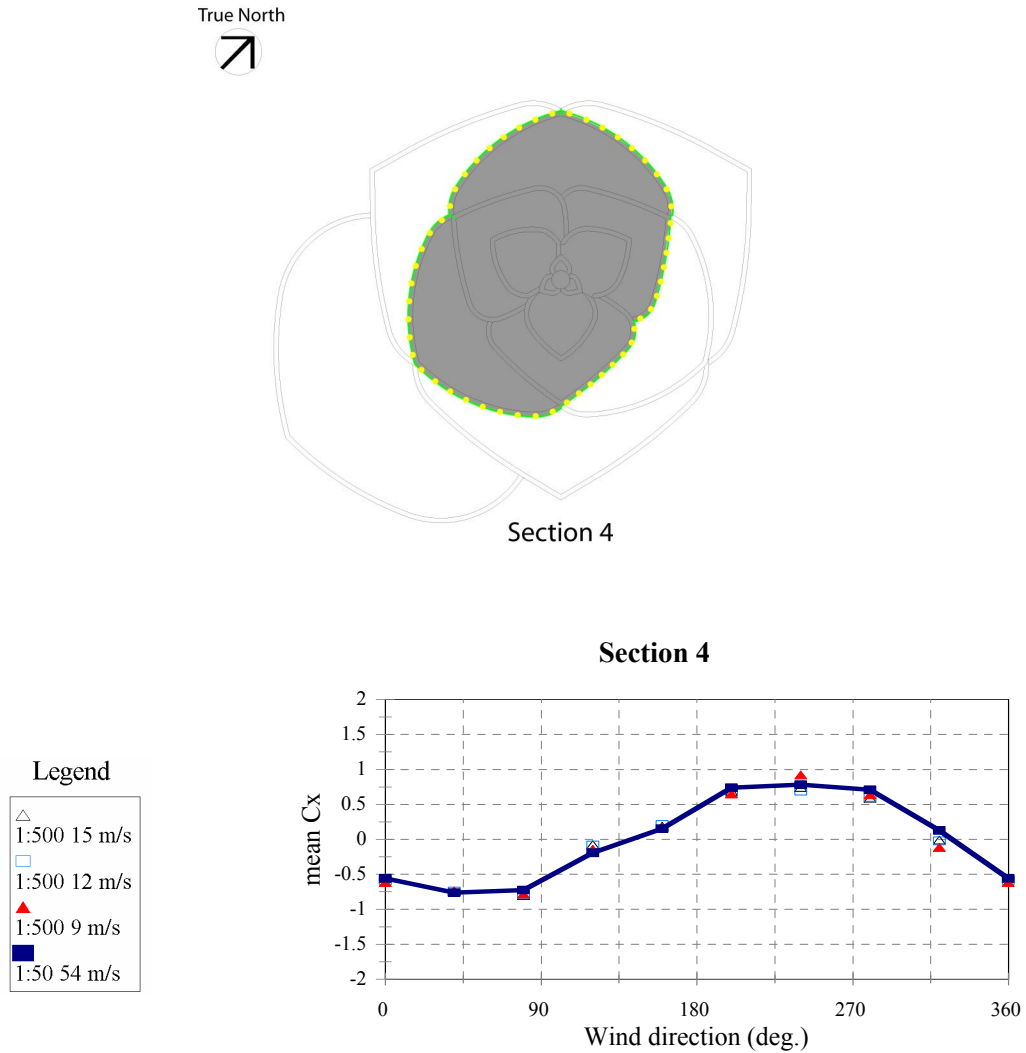 True North
Section 4
Section 4
Legend
1:500 15 m/s
1:500 12 m/s
1:500 9 m/s
1:50 54 m/s
mean Cx
2
1.5
1
0.5
0
-0.5
-1
-1.5
-2
0 90 180 270 360
Wind direction (deg.)